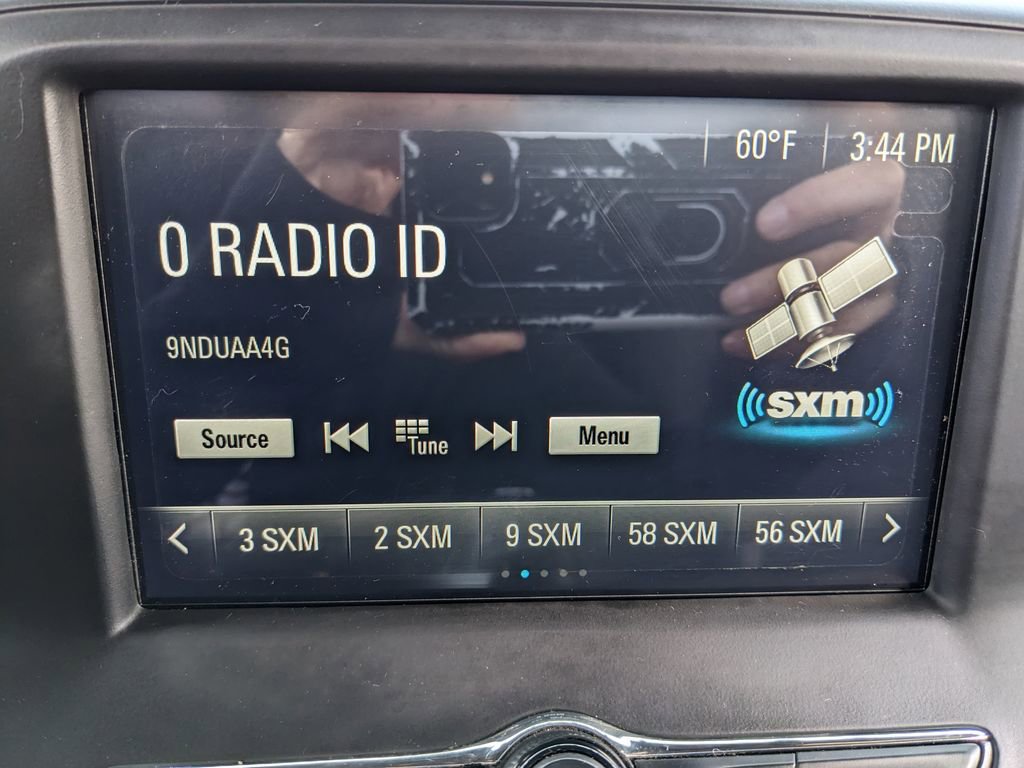 60°F 3:44 PM
0 RADIO ID
9NDUAA4G
sxm
Source Tune Menu
3 SXM 2 SXM 9 SXM 58 SXM 56 SXM